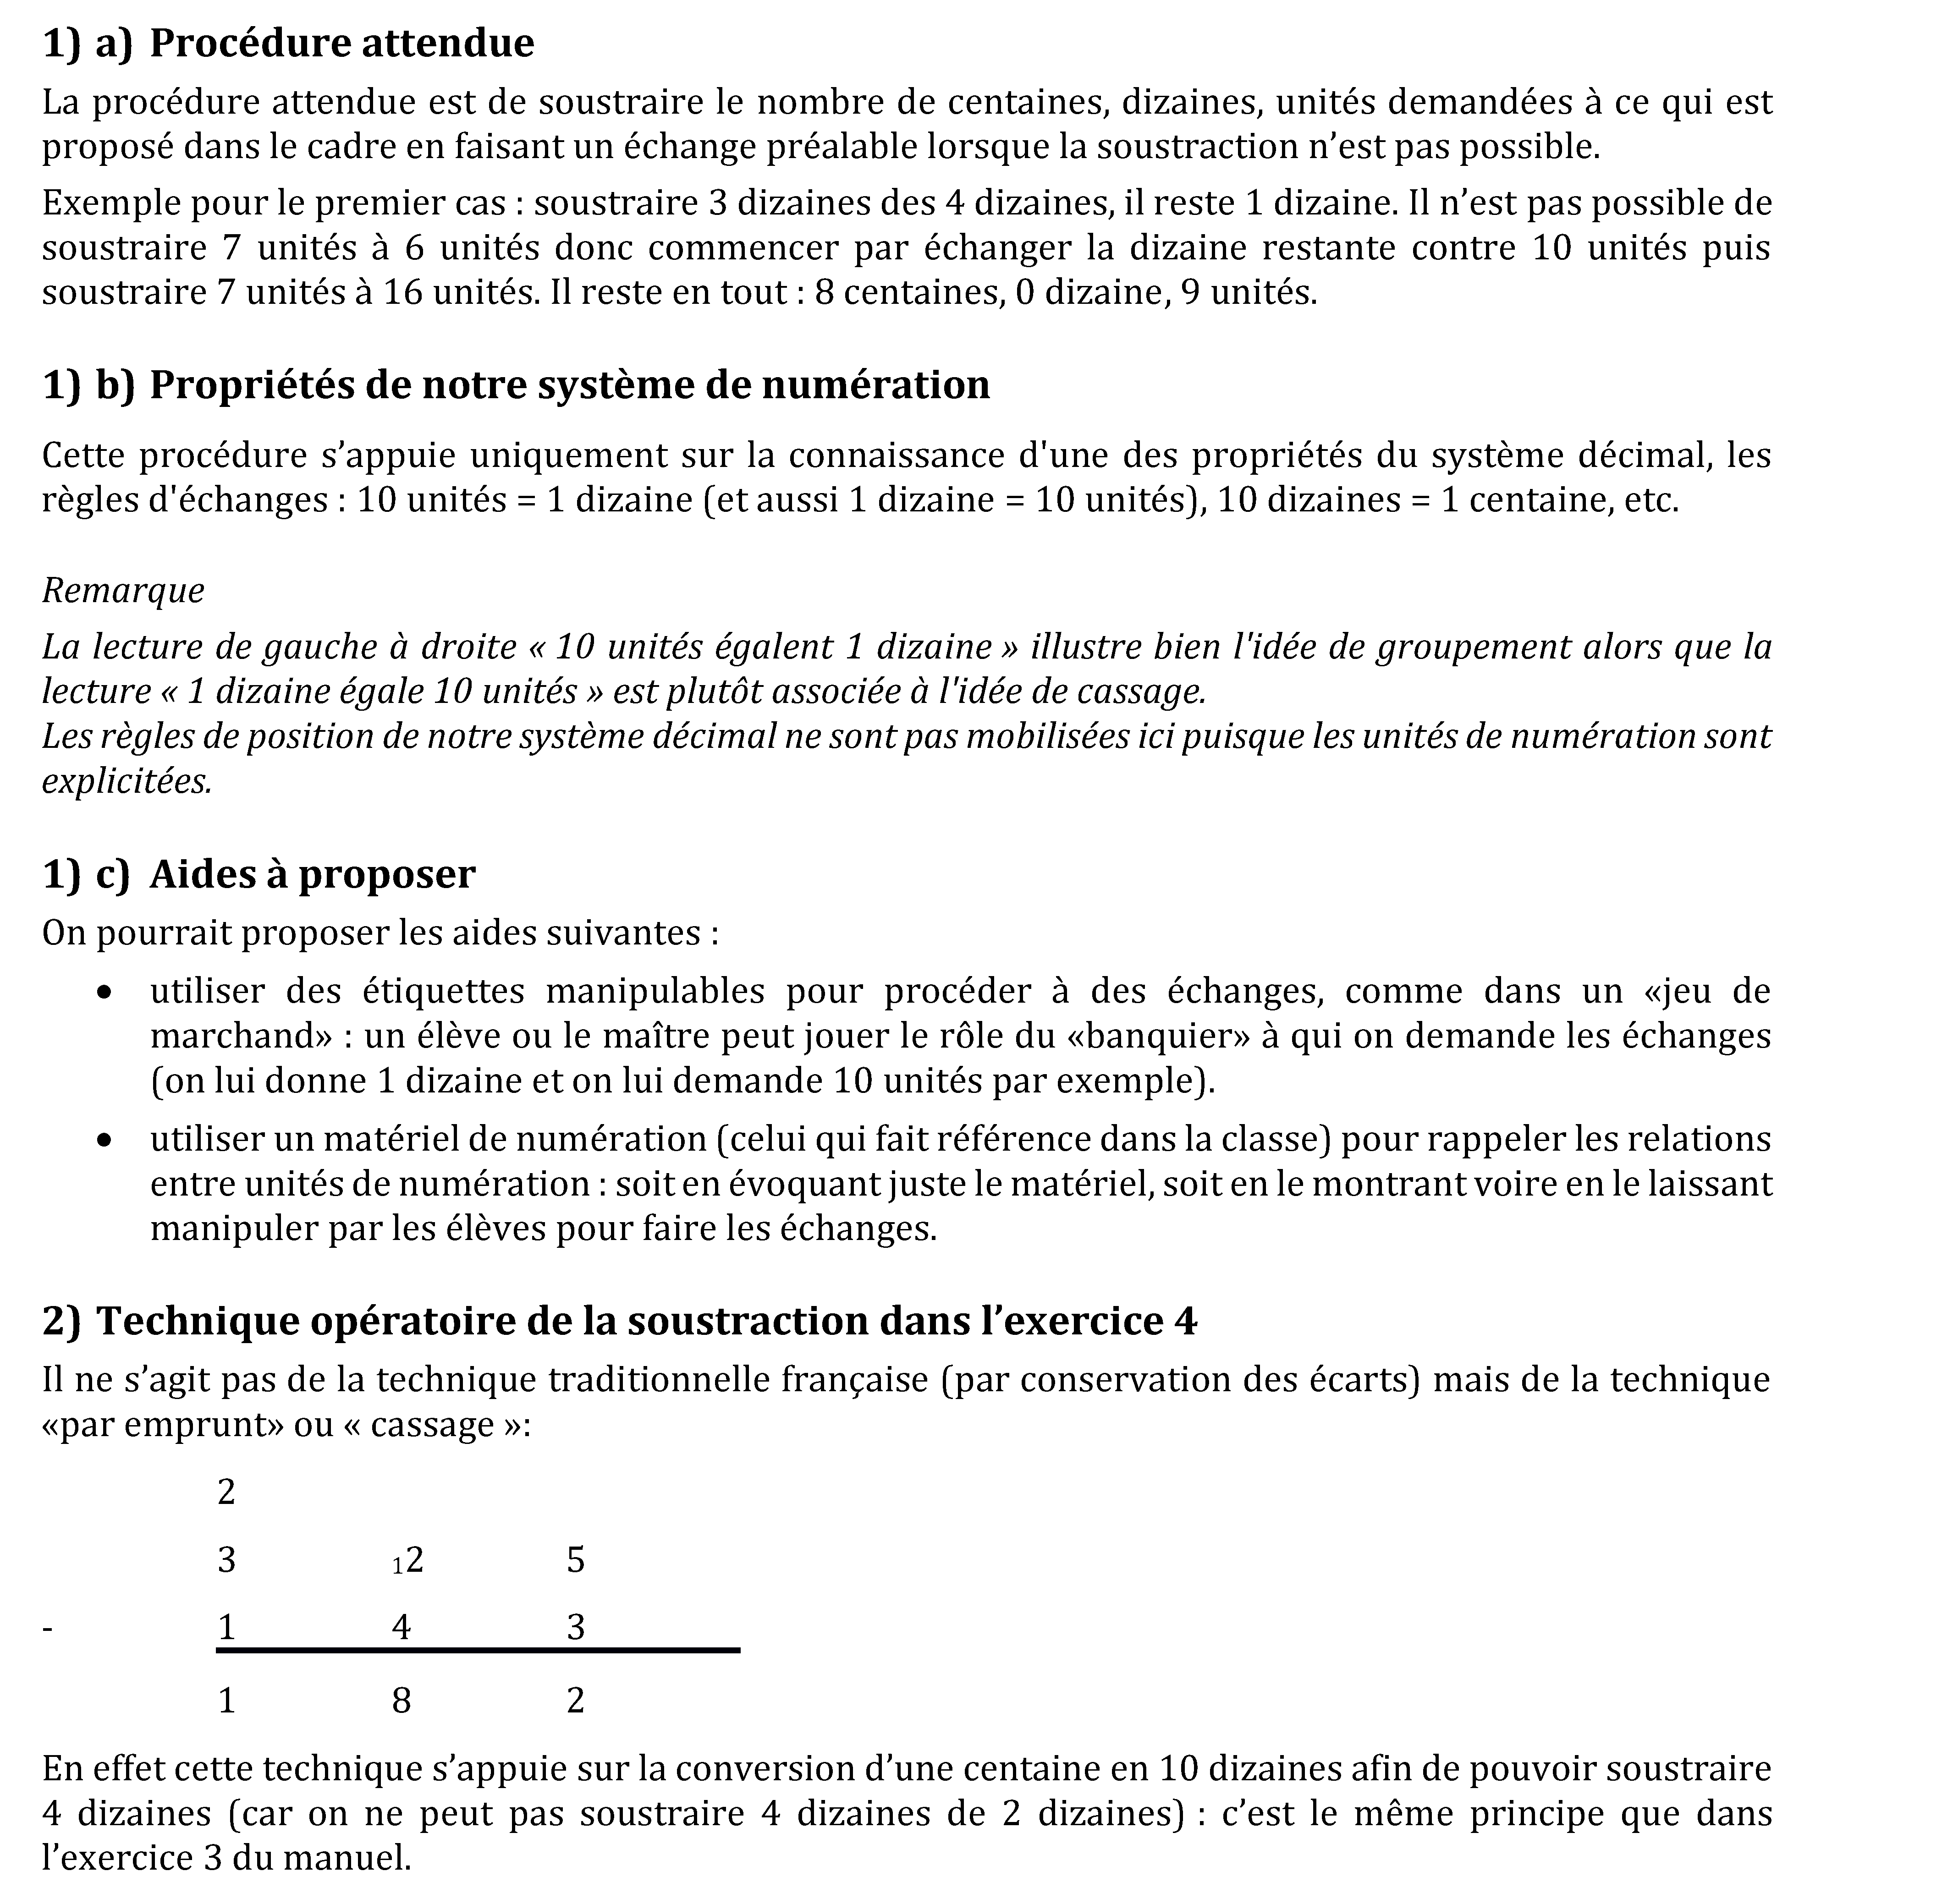 1) a) Procédure attendue
La procédure attendue est de soustraire le nombre de centaines, dizaines, unités demandées à ce qui est
proposé dans le cadre en faisant un échange préalable lorsque la soustraction n’est pas possible.
Exemple pour le premier cas : soustraire 3 dizaines des 4 dizaines, il reste 1 dizaine. Il n’est pas possible de
soustraire 7 unités à 6 unités donc commencer par échanger la dizaine restante contre 10 unités puis
soustraire 7 unités à 16 unités. Il reste en tout : 8 centaines, 0 dizaine, 9 unités.
1) b) Propriétés de notre système de numération
Cette procédure s’appuie uniquement sur la connaissance d'une des propriétés du système décimal, les
règles d'échanges : 10 unités = 1 dizaine (et aussi 1 dizaine = 10 unités), 10 dizaines = 1 centaine, etc.
Remarque
La lecture de gauche à droite « 10 unités égalent 1 dizaine » illustre bien l'idée de groupement alors que la
lecture « 1 dizaine égale 10 unités » est plutôt associée à l'idée de cassage.
Les règles de position de notre système décimal ne sont pas mobilisées ici puisque les unités de numération sont
explicitées.
1) c) Aides à proposer
On pourrait proposer les aides suivantes :
• utiliser des étiquettes manipulables pour procéder à des échanges, comme dans un «jeu de
marchand» : un élève ou le maître peut jouer le rôle du «banquier» à qui on demande les échanges
(on lui donne 1 dizaine et on lui demande 10 unités par exemple).
• utiliser un matériel de numération (celui qui fait référence dans la classe) pour rappeler les relations
entre unités de numération : soit en évoquant juste le matériel, soit en le montrant voire en le laissant
manipuler par les élèves pour faire les échanges.
2) Technique opératoire de la soustraction dans l’exercice 4
Il ne s’agit pas de la technique traditionnelle française (par conservation des écarts) mais de la technique
«par emprunt» ou « cassage »:
2
3 ₁2 5
- 1 4 3
1 8 2
En effet cette technique s’appuie sur la conversion d’une centaine en 10 dizaines afin de pouvoir soustraire
4 dizaines (car on ne peut pas soustraire 4 dizaines de 2 dizaines) : c’est le même principe que dans
l’exercice 3 du manuel.